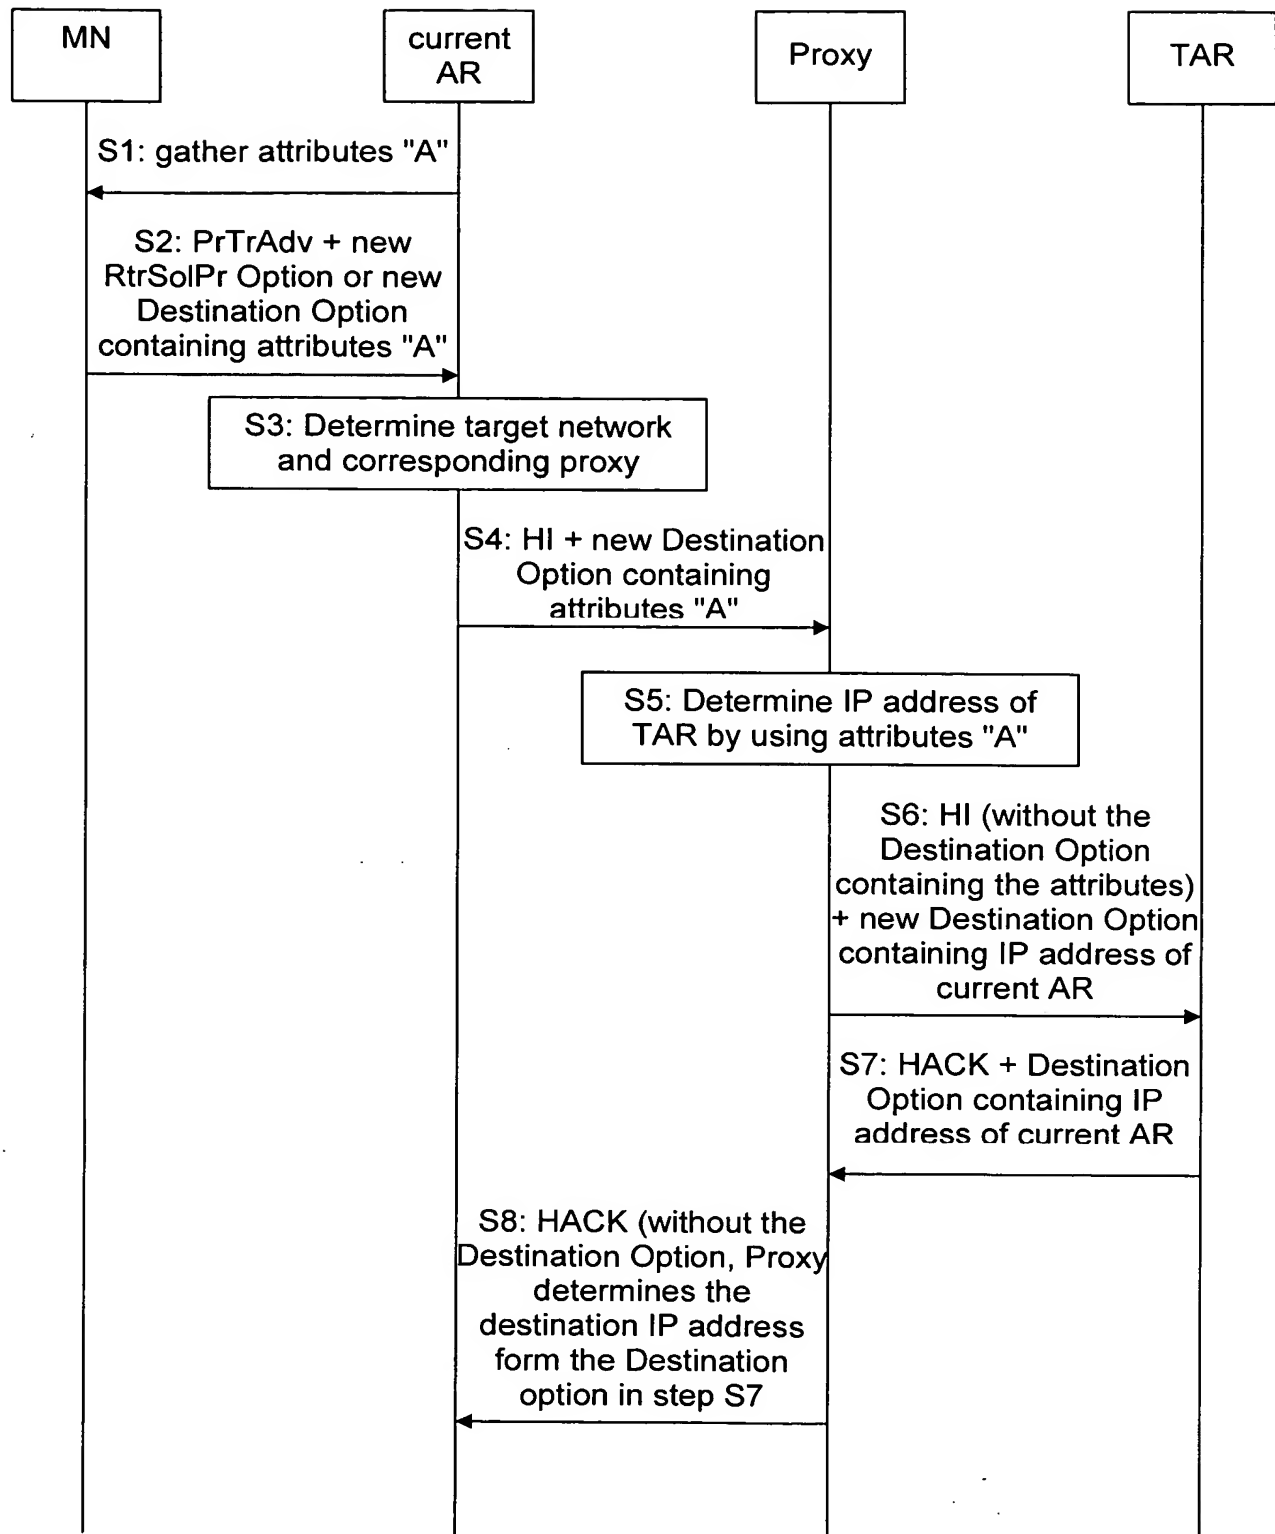 MN
current
AR
Proxy
TAR
S1: gather attributes "A"
S2: PrTrAdv + new
RtrSolPr Option or new
Destination Option
containing attributes "A"
S3: Determine target network
and corresponding proxy
S4: HI + new Destination
Option containing
attributes "A"
S5: Determine IP address of
TAR by using attributes "A"
S6: HI (without the
Destination Option
containing the attributes)
+ new Destination Option
containing IP address of
current AR
S7: HACK + Destination
Option containing IP
address of current AR
S8: HACK (without the
Destination Option, Proxy
determines the
destination IP address
form the Destination
option in step S7